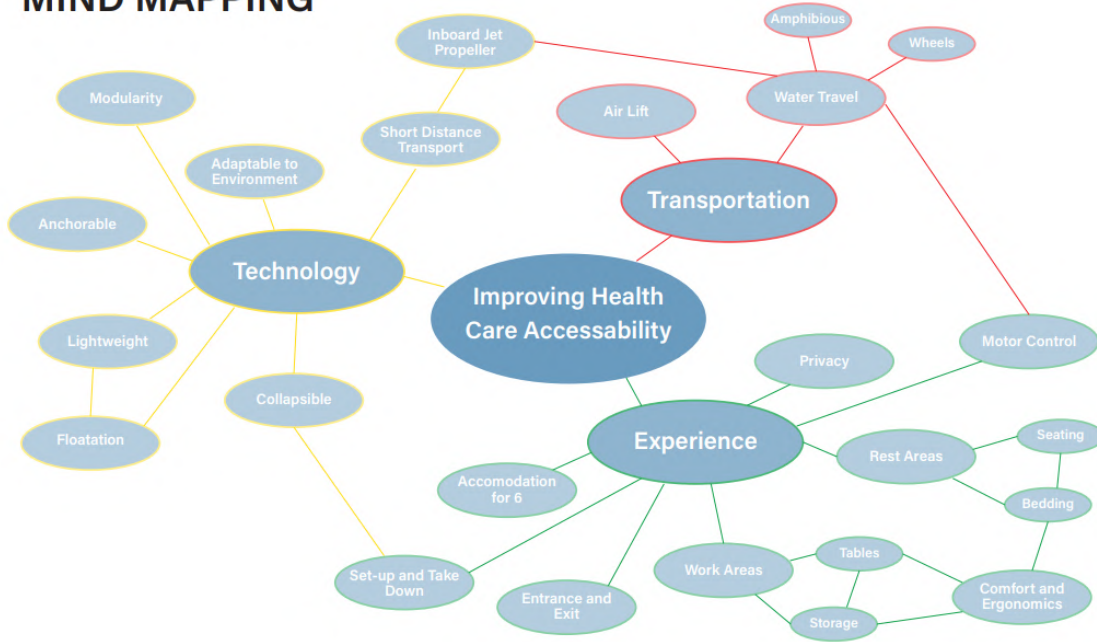 MIND MAPPING
Inboard Jet
Propeller
Amphibious
Wheels
Modularity
Water Travel
Air Lift
Short Distance
Transport
Adaptable to
Environment
Transportation
Anchorable
Technology
Improving Health
Care Accessability
Lightweight
Motor Control
Privacy
Collapsible
Floatation
Experience
Seating
Rest Areas
Accomodation
for 6
Bedding
Tables
Set-up and Take
Down
Work Areas
Entrance and
Exit
Comfort and
Ergonomics
Storage